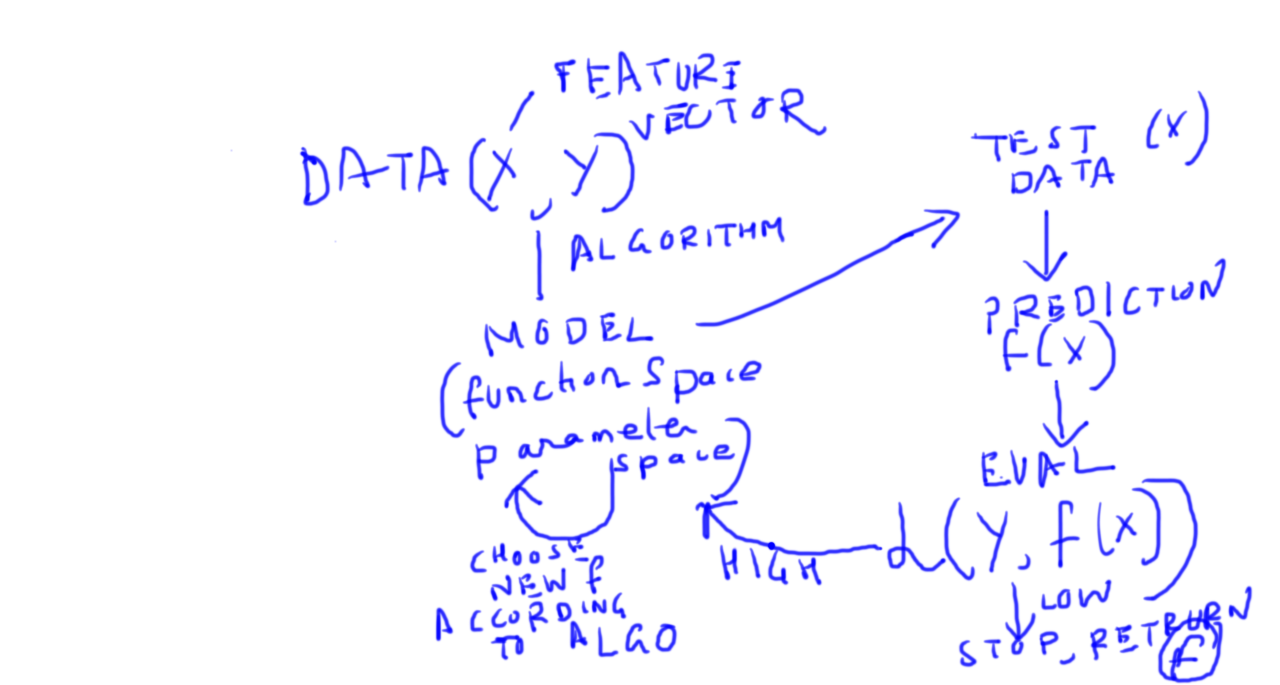 FEATURE
VECTOR
DATA (X, Y)
ALGORITHM
MODEL
(function space
parameter
space)
CHOOSE
NEW f
ACCORDING
TO ALGO
TEST (X)
DATA
PREDICTION
f(X)
EVAL
L(Y, f(X))
HIGH
LOW
STOP, RETURN
f